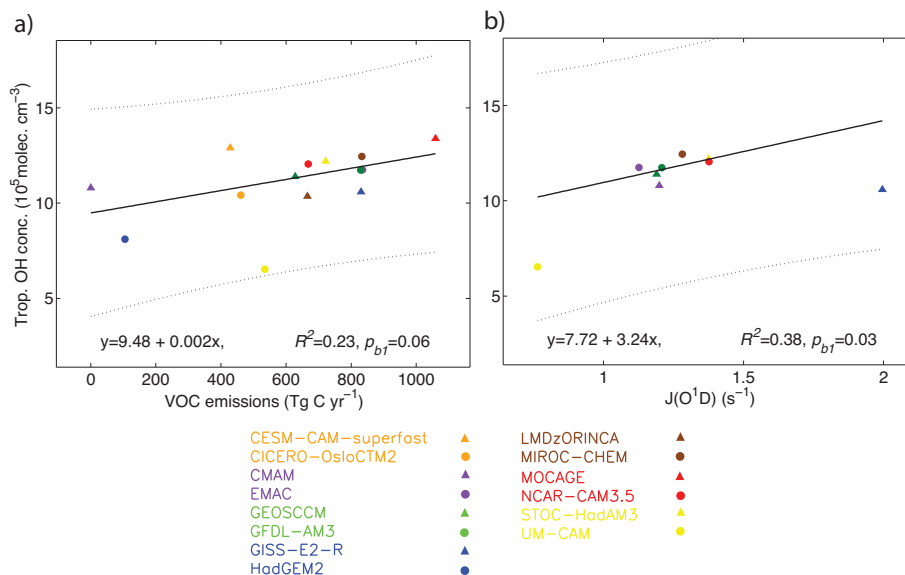 a)
b)
Trop. OH conc. (10⁵molec. cm⁻³)
15
10
5
y=9.48 + 0.002x, R²=0.23, p_b1=0.06
0 200 400 600 800 1000
VOC emissions (Tg C yr⁻¹)
15
10
5
y=7.72 + 3.24x, R²=0.38, p_b1=0.03
1 1.5 2
J(O¹D) (s⁻¹)
CESM−CAM−superfast
CICERO−OsloCTM2
CMAM
EMAC
GEOSCCM
GFDL−AM3
GISS−E2−R
HadGEM2
LMDzORINCA
MIROC−CHEM
MOCAGE
NCAR−CAM3.5
STOC−HadAM3
UM−CAM